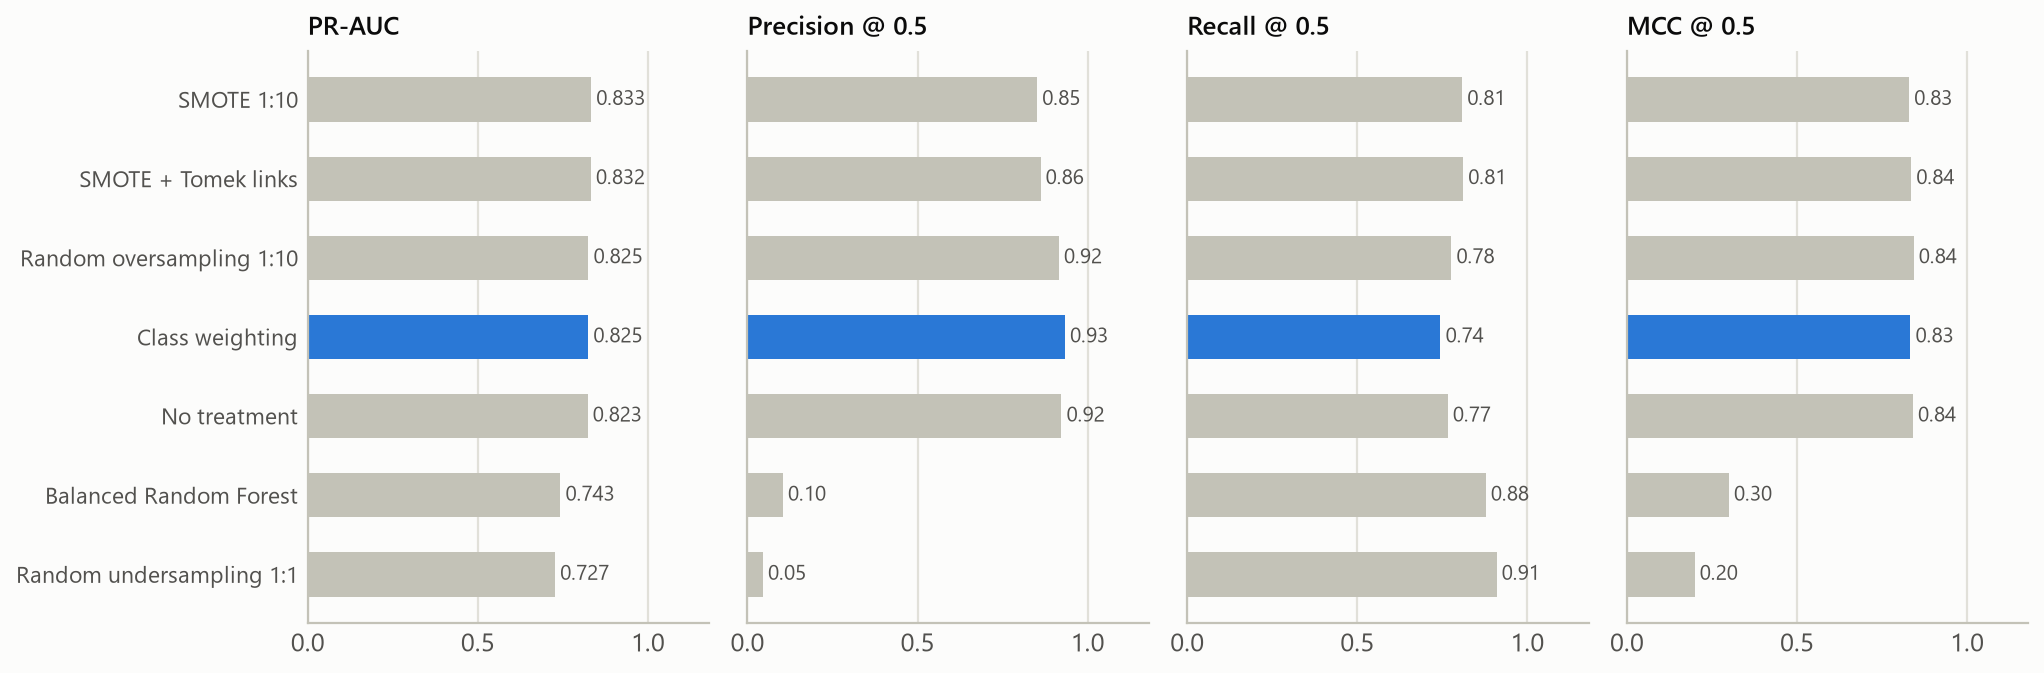 PR-AUC Precision @ 0.5 Recall @ 0.5 MCC @ 0.5
SMOTE 1:10 0.833 0.85 0.81 0.83
SMOTE + Tomek links 0.832 0.86 0.81 0.84
Random oversampling 1:10 0.825 0.92 0.78 0.84
Class weighting 0.825 0.93 0.74 0.83
No treatment 0.823 0.92 0.77 0.84
Balanced Random Forest 0.743 0.10 0.88 0.30
Random undersampling 1:1 0.727 0.05 0.91 0.20
0.0 0.5 1.0 0.0 0.5 1.0 0.0 0.5 1.0 0.0 0.5 1.0